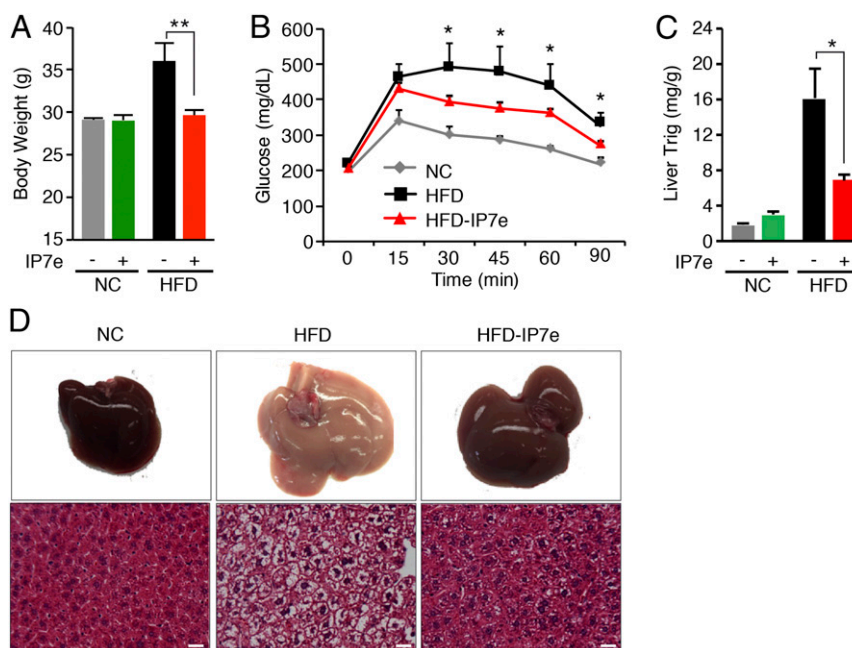 A
Body Weight (g)
40
35
30
25
20
15
**
IP7e - + - +
NC HFD
B
Glucose (mg/dL)
600
500
400
300
200
0
* * * *
NC
HFD
HFD-IP7e
0 15 30 45 60 90
Time (min)
C
Liver Trig (mg/g)
24
20
16
12
8
4
0
*
IP7e - + - +
NC HFD
D
NC HFD HFD-IP7e